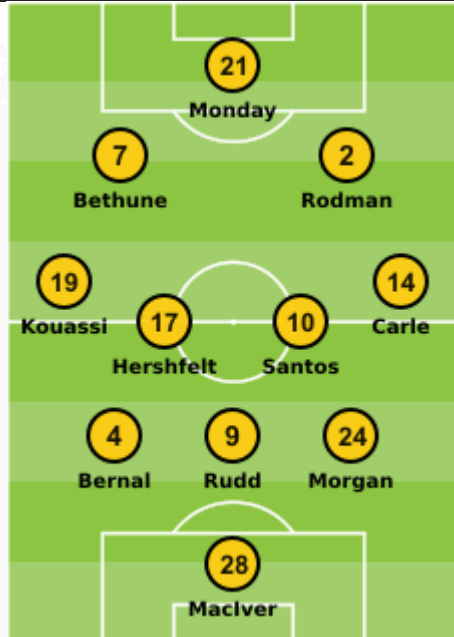 21
Monday
7 2
Bethune Rodman
19 14
Kouassi Carle
17 10
Hershfelt Santos
4 9 24
Bernal Rudd Morgan
28
MacIver